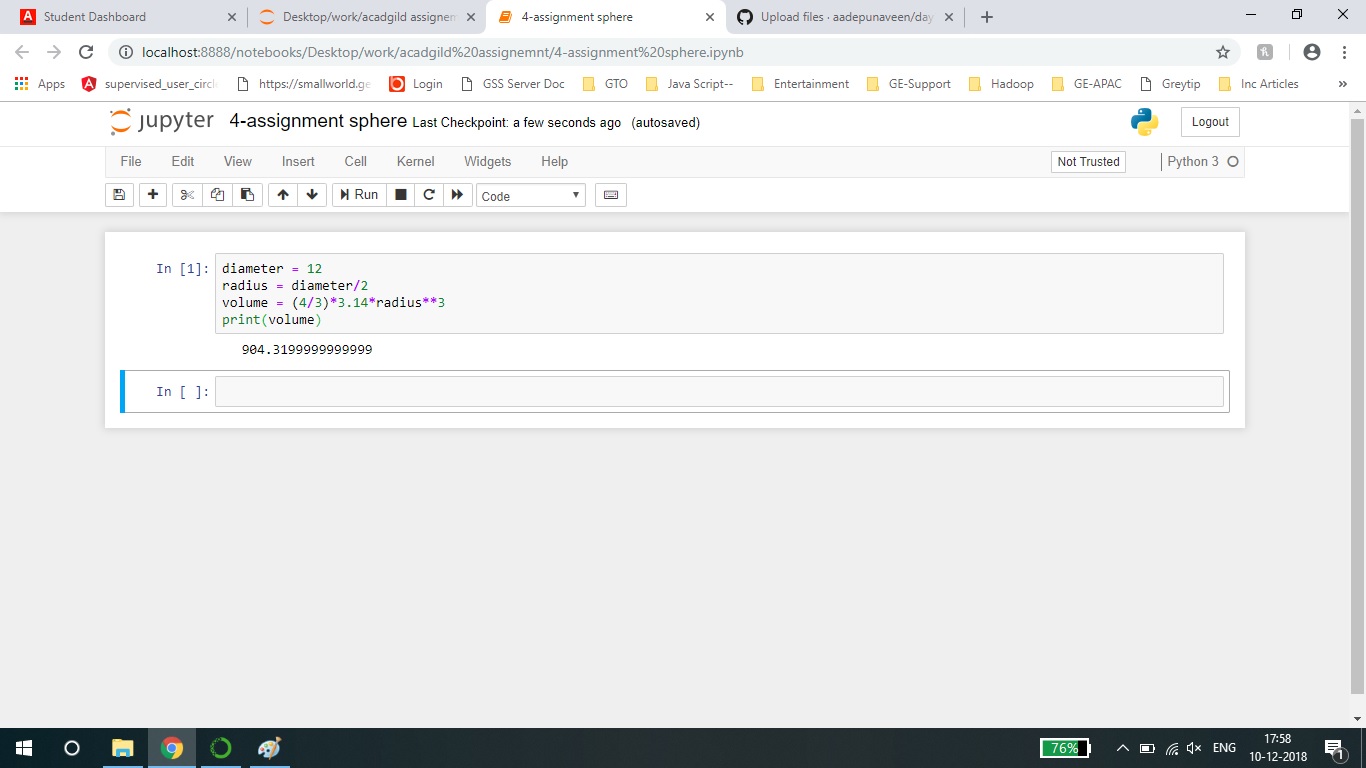 Student Dashboard
Desktop/work/acadgild assignem
4-assignment sphere
Upload files · aadepunaveen/day
localhost:8888/notebooks/Desktop/work/acadgild%20assignemnt/4-assignment%20sphere.ipynb
Apps supervised_user_circl https://smallworld.ge Login GSS Server Doc GTO Java Script-- Entertainment GE-Support Hadoop GE-APAC Greytip Inc Articles »
jupyter 4-assignment sphere Last Checkpoint: a few seconds ago (autosaved) Logout
File Edit View Insert Cell Kernel Widgets Help Not Trusted Python 3
Run Code
In [1]: diameter = 12
radius = diameter/2
volume = (4/3)*3.14*radius**3
print(volume)
904.3199999999999
In [ ]:
76% ENG 17:58
10-12-2018 1